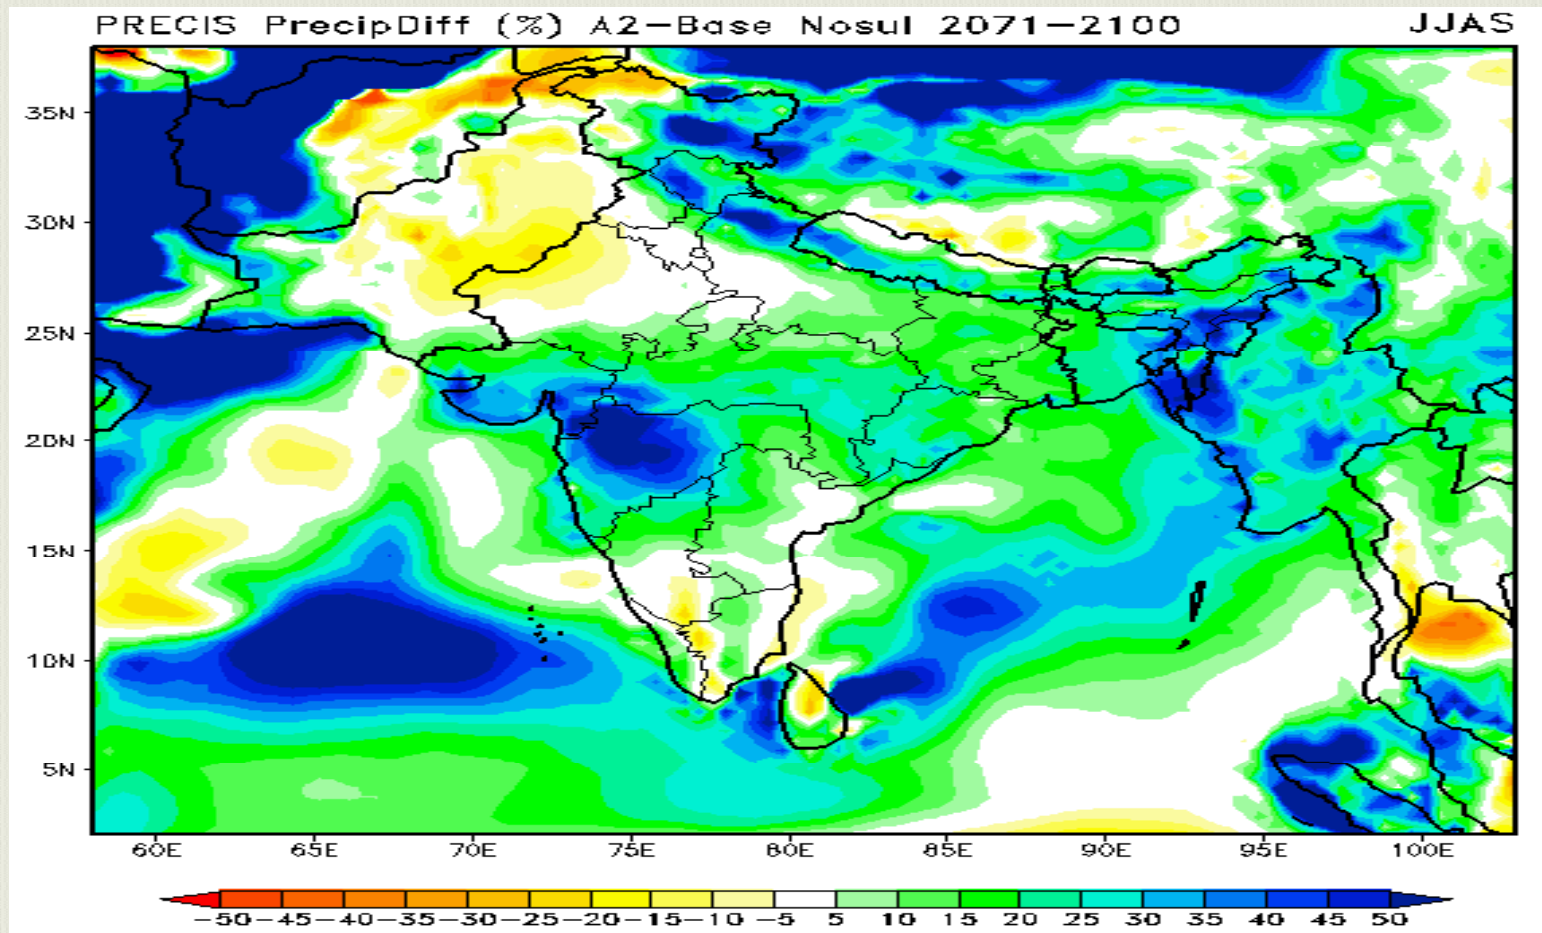 PRECIS PrecipDiff (%) A2-Base Nosul 2071-2100 JJAS
35N
30N
25N
20N
15N
10N
5N
60E 65E 70E 75E 80E 85E 90E 95E 100E
-50 -45 -40 -35 -30 -25 -20 -15 -10 -5 5 10 15 20 25 30 35 40 45 50